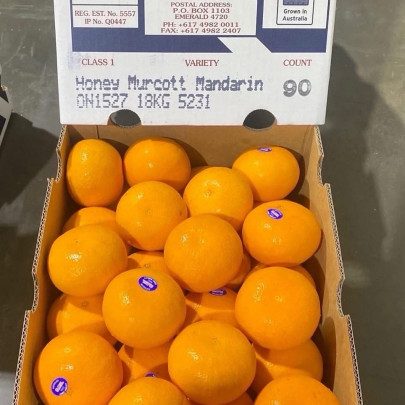 REG. EST. No. 5557
IP No. Q0447
POSTAL ADDRESS:
P.O. BOX 1103
EMERALD 4720
PH: +617 4982 0011
FAX: +617 4982 2407
Grown in
Australia
CLASS 1
VARIETY
COUNT
Honey Murcott Mandarin
ON1527 18KG 5231
90